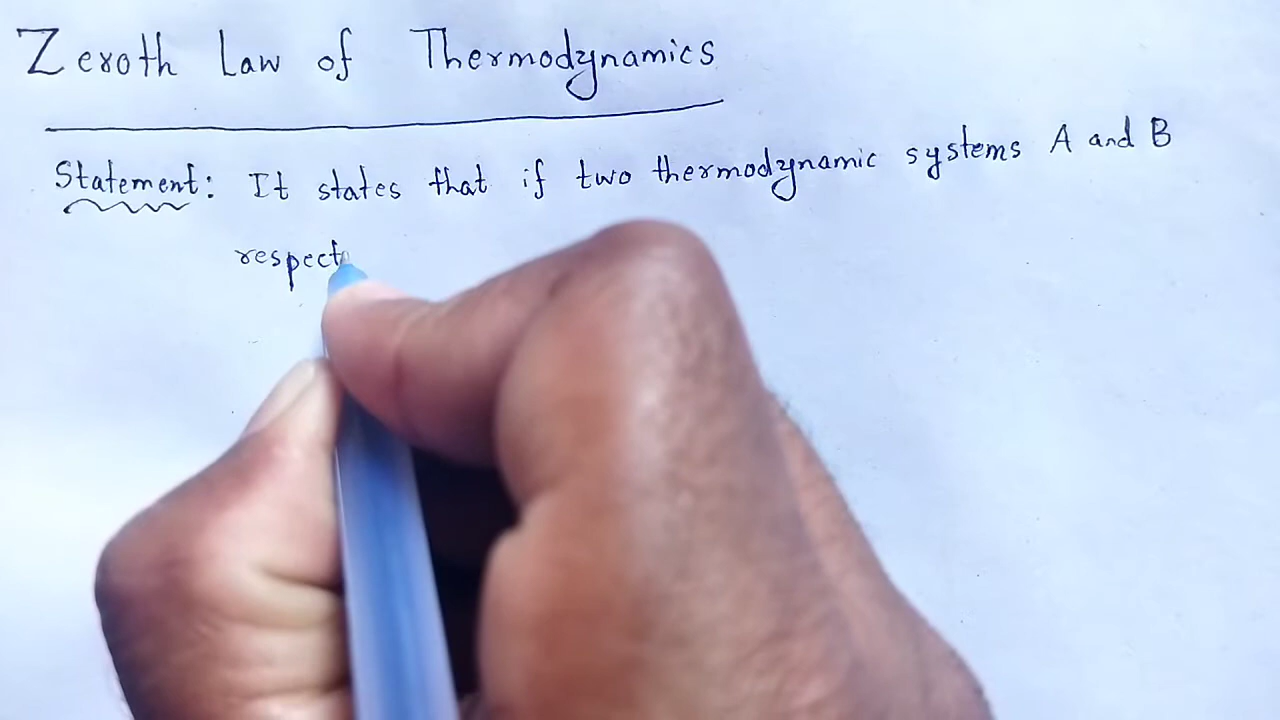 Zeroth Law of Thermodynamics
Statement: It states that if two thermodynamic systems A and B
respect